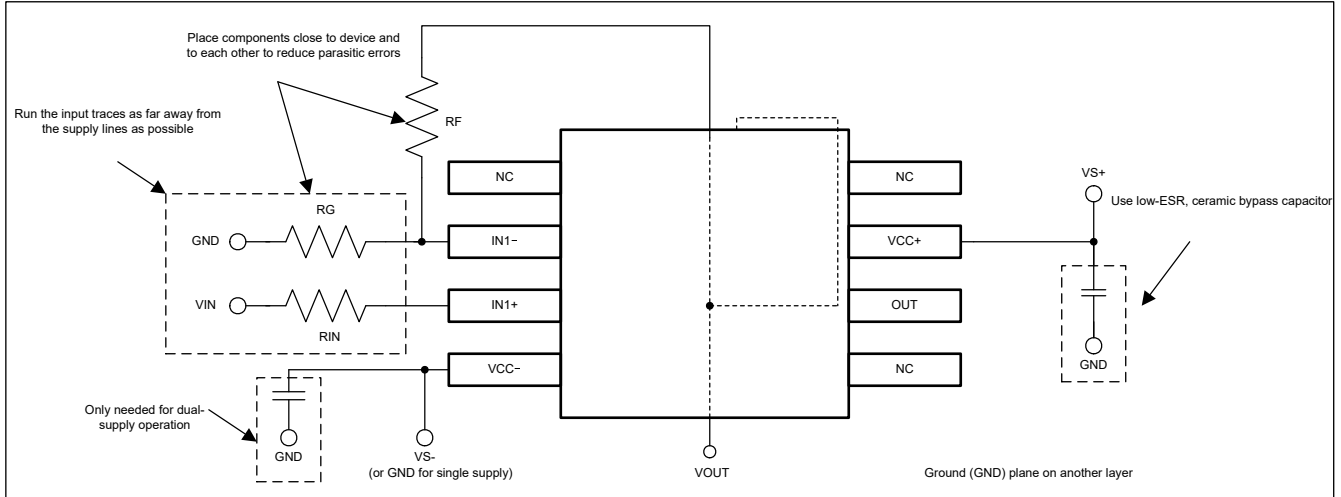 Place components close to device and
to each other to reduce parasitic errors
Run the input traces as far away from
the supply lines as possible
RF
NC
NC
VS+
Use low-ESR, ceramic bypass capacitor
RG
GND
IN1−
VCC+
VIN
IN1+
OUT
RIN
VCC−
NC
GND
Only needed for dual-
supply operation
GND
VS-
(or GND for single supply)
VOUT
Ground (GND) plane on another layer